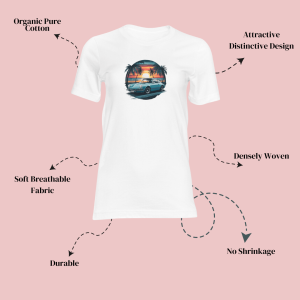 Organic Pure
Cotton
Attractive
Distinctive Design
Densely Woven
Soft Breathable
Fabric
No Shrinkage
Durable